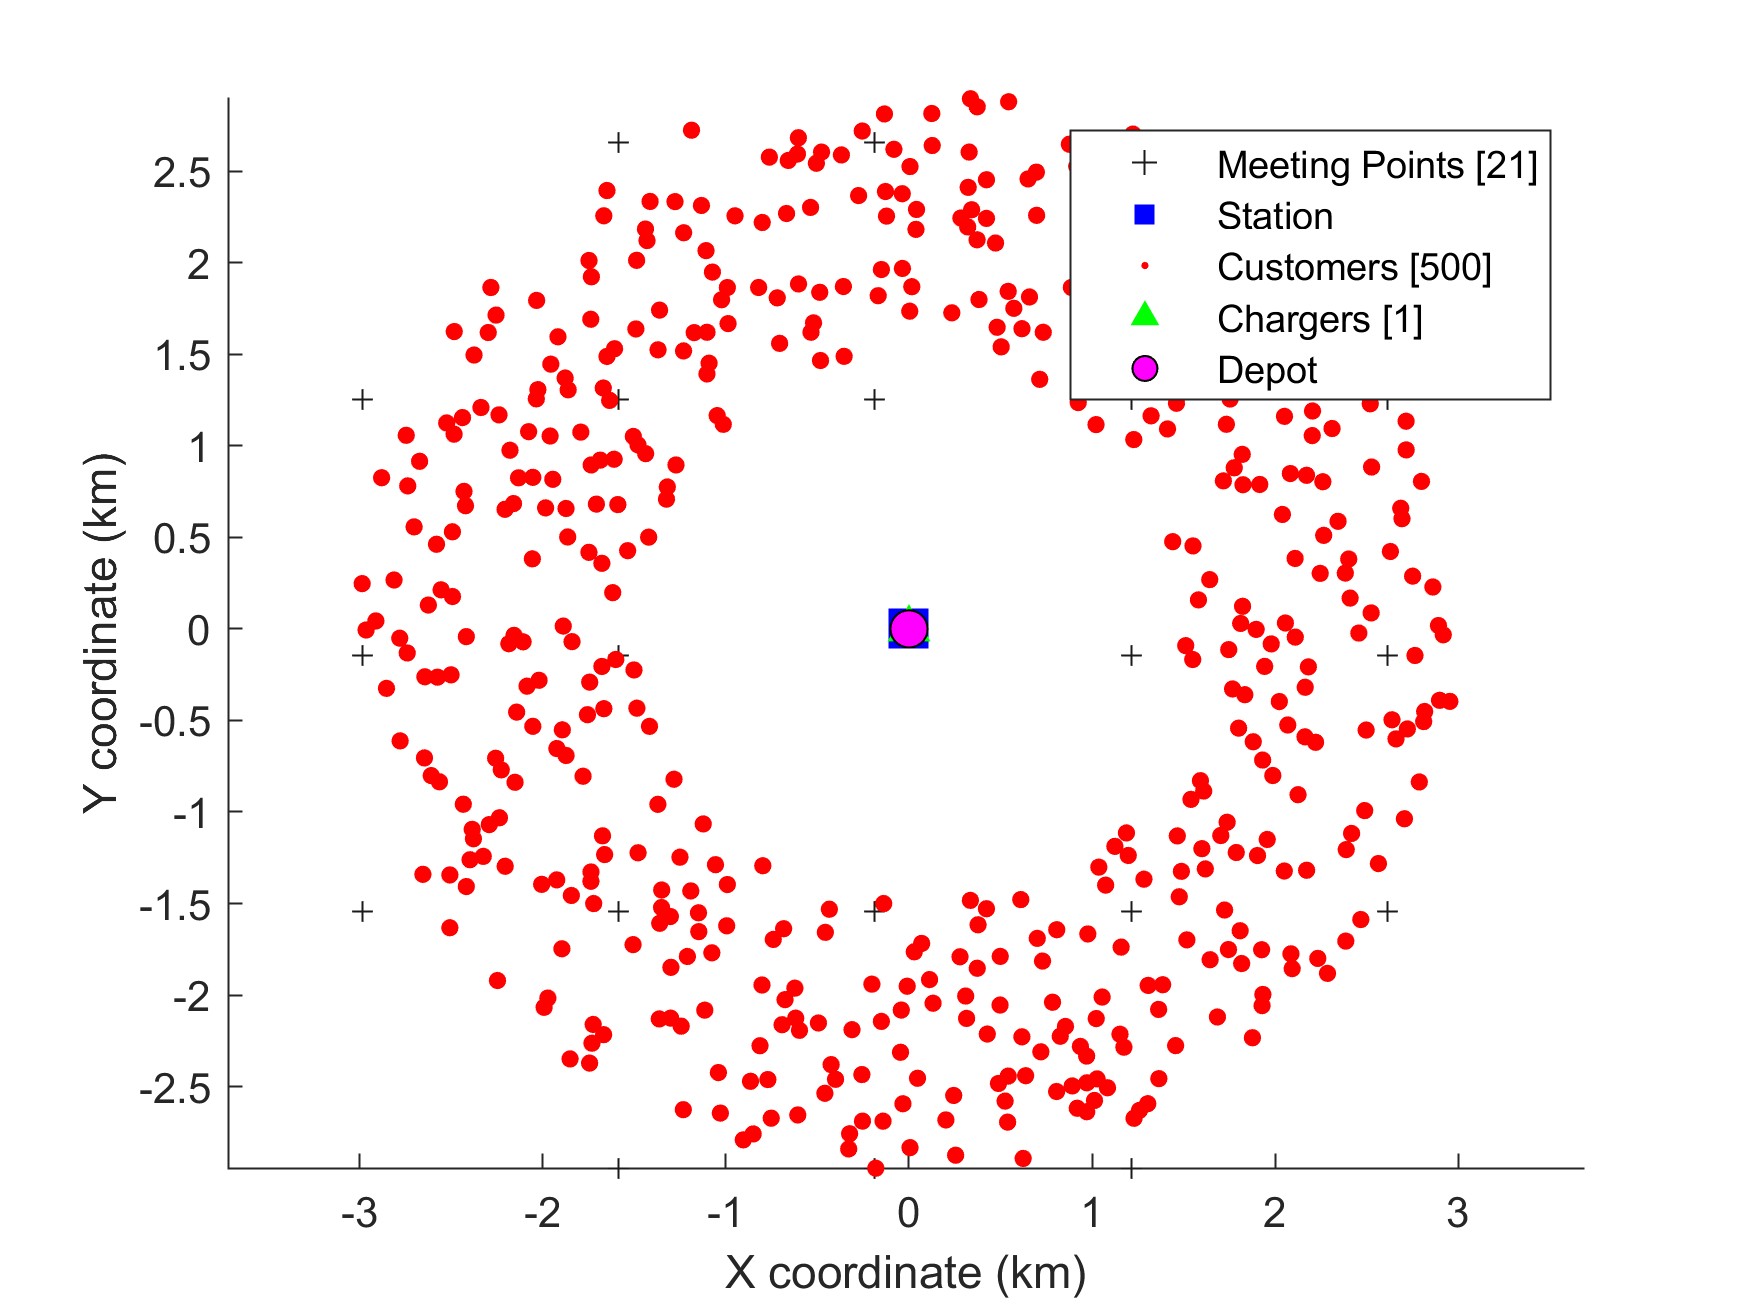 2.5
2
1.5
1
0.5
0
-0.5
-1
-1.5
-2
-2.5
Y coordinate (km)
Meeting Points [21]
Station
Customers [500]
Chargers [1]
Depot
-3 -2 -1 0 1 2 3
X coordinate (km)